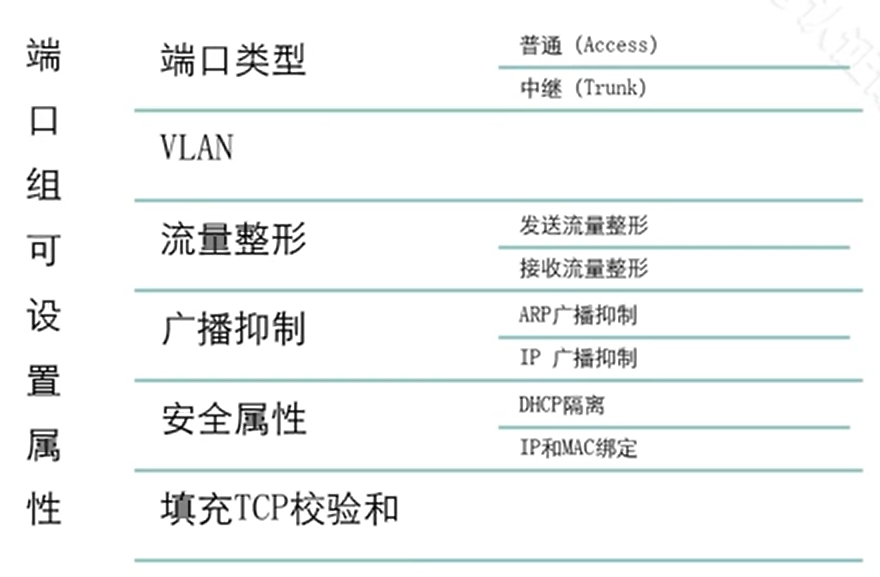 端口组可设置属性
端口类型
普通 (Access)
中继 (Trunk)
VLAN
流量整形
发送流量整形
接收流量整形
广播抑制
ARP广播抑制
IP 广播抑制
安全属性
DHCP隔离
IP和MAC绑定
填充TCP校验和